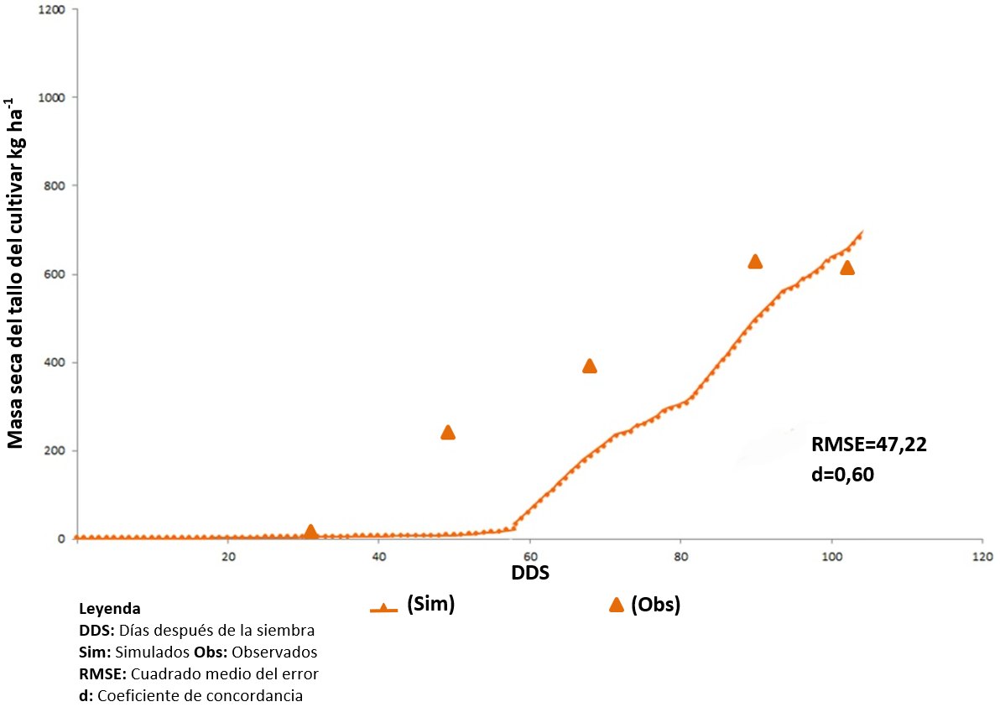 1200
1000
800
600
400
200
0
Masa seca del tallo del cultivar kg ha-1
RMSE=47,22
d=0,60
20 40 60 80 100 120
DDS
(Sim) (Obs)
Leyenda
DDS: Días después de la siembra
Sim: Simulados Obs: Observados
RMSE: Cuadrado medio del error
d: Coeficiente de concordancia